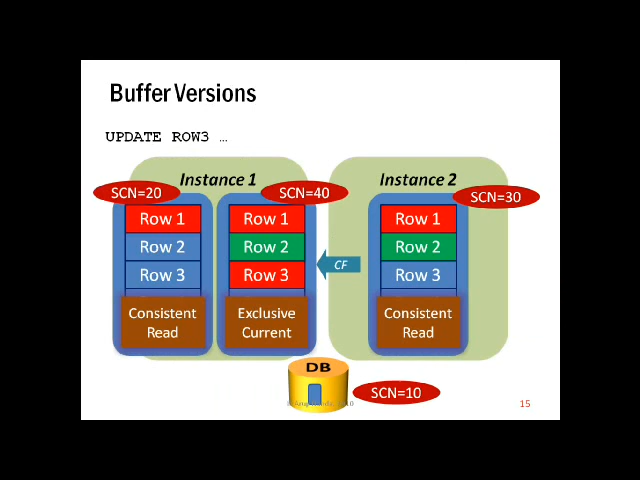 Buffer Versions
UPDATE ROW3 …
Instance 1
Instance 2
SCN=20
SCN=40
SCN=30
Row 1
Row 2
Row 3
Consistent
Read
Row 1
Row 2
Row 3
Exclusive
Current
CF
Row 1
Row 2
Row 3
Consistent
Read
DB
SCN=10
15